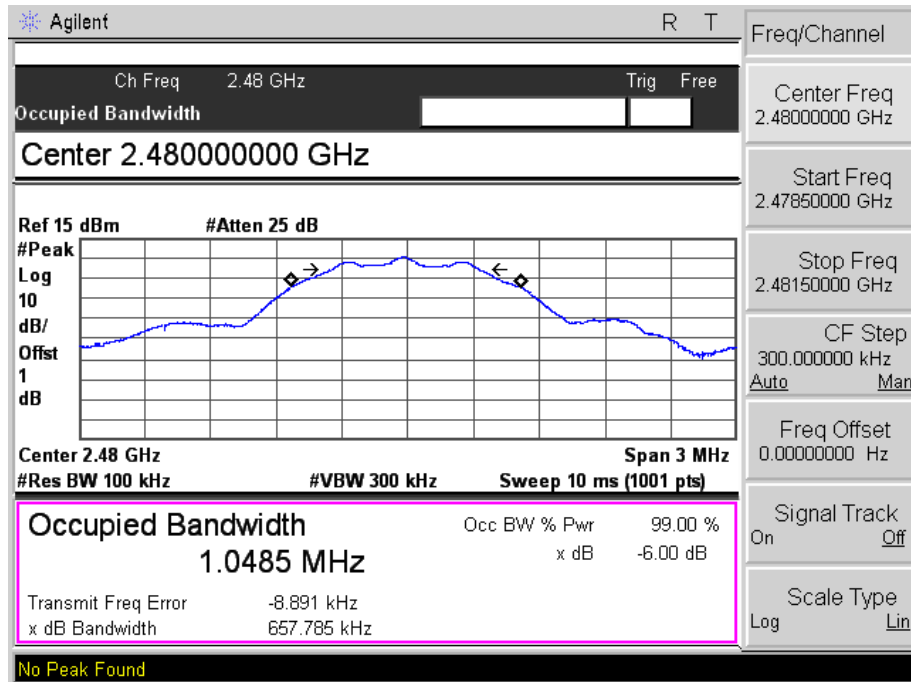 Agilent
R T
Ch Freq 2.48 GHz Trig Free
Occupied Bandwidth
Center 2.480000000 GHz
Ref 15 dBm #Atten 25 dB
#Peak
Log
10
dB/
Offst
1
dB
Center 2.48 GHz Span 3 MHz
#Res BW 100 kHz #VBW 300 kHz Sweep 10 ms (1001 pts)
Occupied Bandwidth
1.0485 MHz
Occ BW % Pwr 99.00 %
x dB -6.00 dB
Transmit Freq Error -8.891 kHz
x dB Bandwidth 657.785 kHz
No Peak Found
Freq/Channel
Center Freq
2.48000000 GHz
Start Freq
2.47850000 GHz
Stop Freq
2.48150000 GHz
CF Step
300.000000 kHz
Auto Man
Freq Offset
0.00000000 Hz
Signal Track
On Off
Scale Type
Log Lin